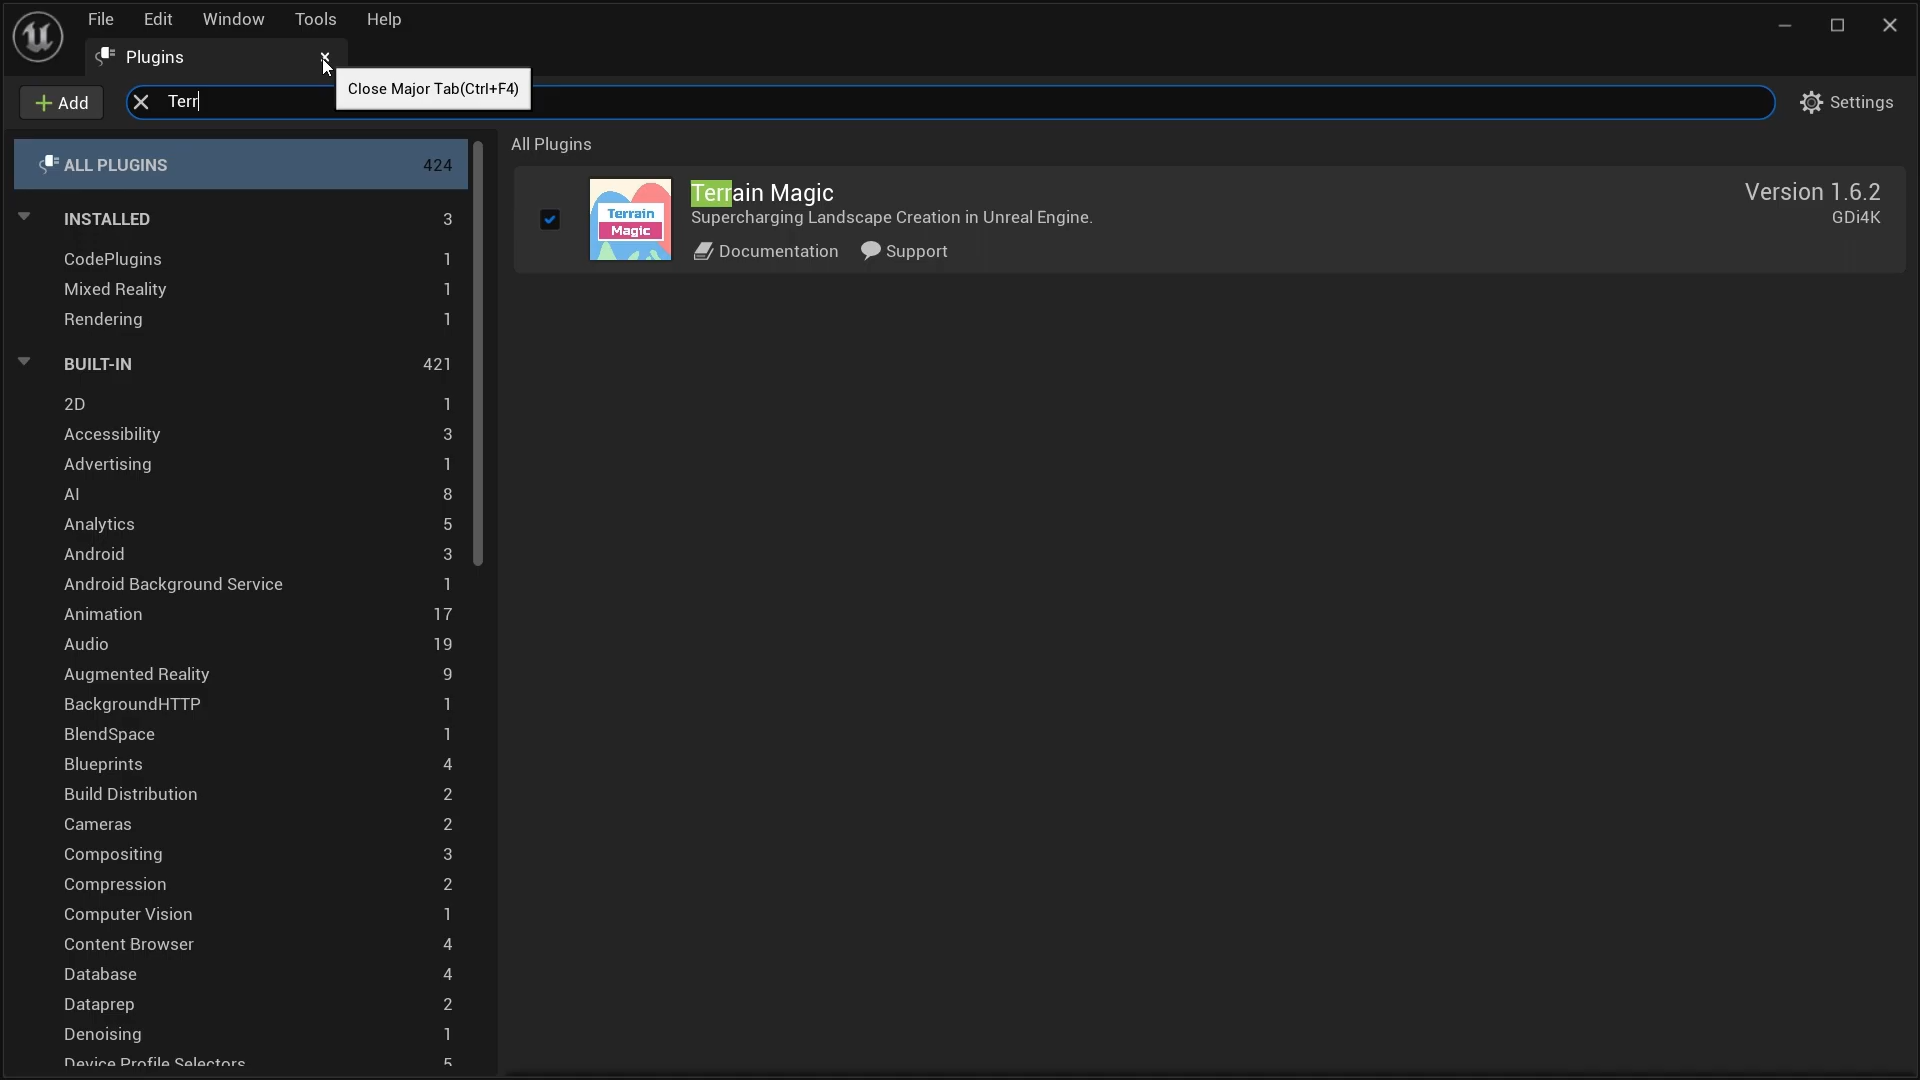 File Edit Window Tools Help
Plugins
Close Major Tab(Ctrl+F4)
Add
Terr
Settings
ALL PLUGINS 424
INSTALLED 3
CodePlugins 1
Mixed Reality 1
Rendering 1
BUILT-IN 421
2D 1
Accessibility 3
Advertising 1
AI 8
Analytics 5
Android 3
Android Background Service 1
Animation 17
Audio 19
Augmented Reality 9
BackgroundHTTP 1
BlendSpace 1
Blueprints 4
Build Distribution 2
Cameras 2
Compositing 3
Compression 2
Computer Vision 1
Content Browser 4
Database 4
Dataprep 2
Denoising 1
Device Profile Selectors 5
All Plugins
Terrain
Magic
Terrain Magic
Version 1.6.2
Supercharging Landscape Creation in Unreal Engine.
GDi4K
Documentation Support